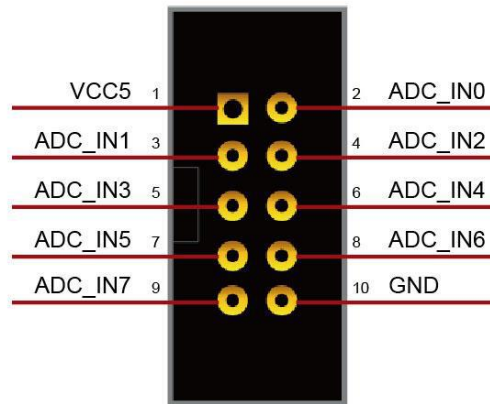 VCC5 1 2 ADC_IN0
ADC_IN1 3 4 ADC_IN2
ADC_IN3 5 6 ADC_IN4
ADC_IN5 7 8 ADC_IN6
ADC_IN7 9 10 GND